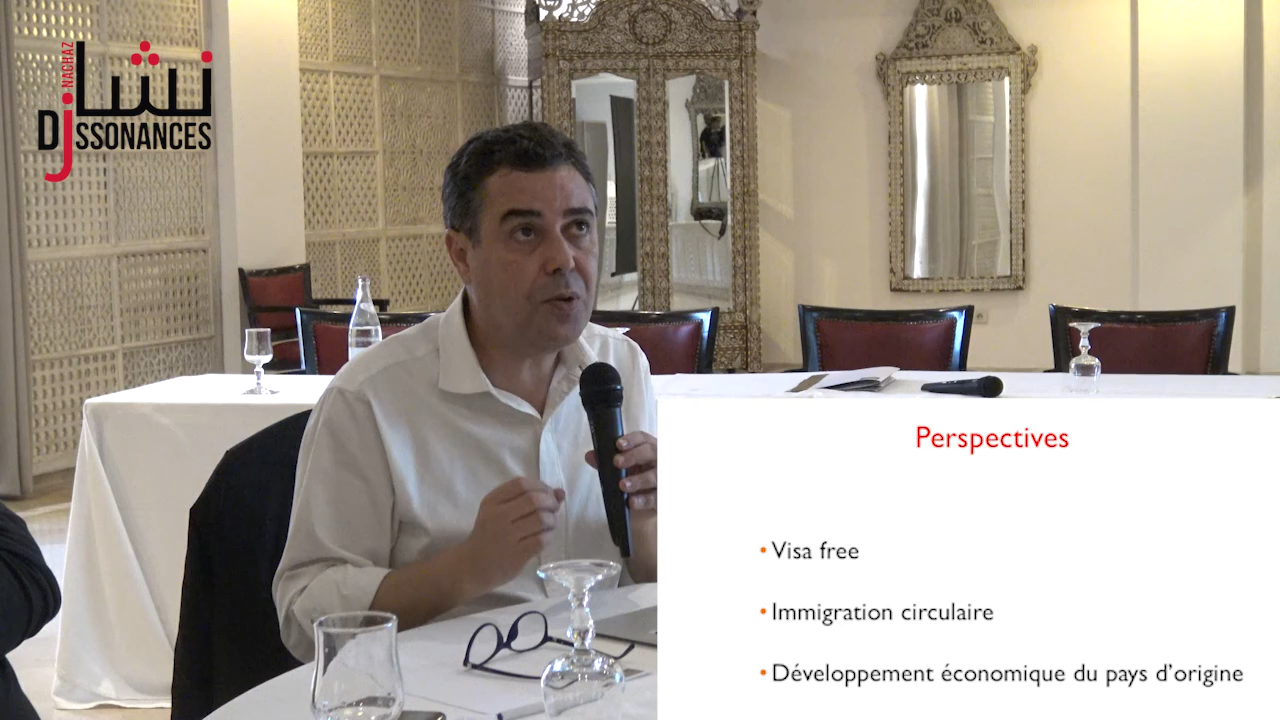 نشاز
NACHAZ
DISSONANCES
Perspectives
• Visa free
• Immigration circulaire
• Développement économique du pays d’origine